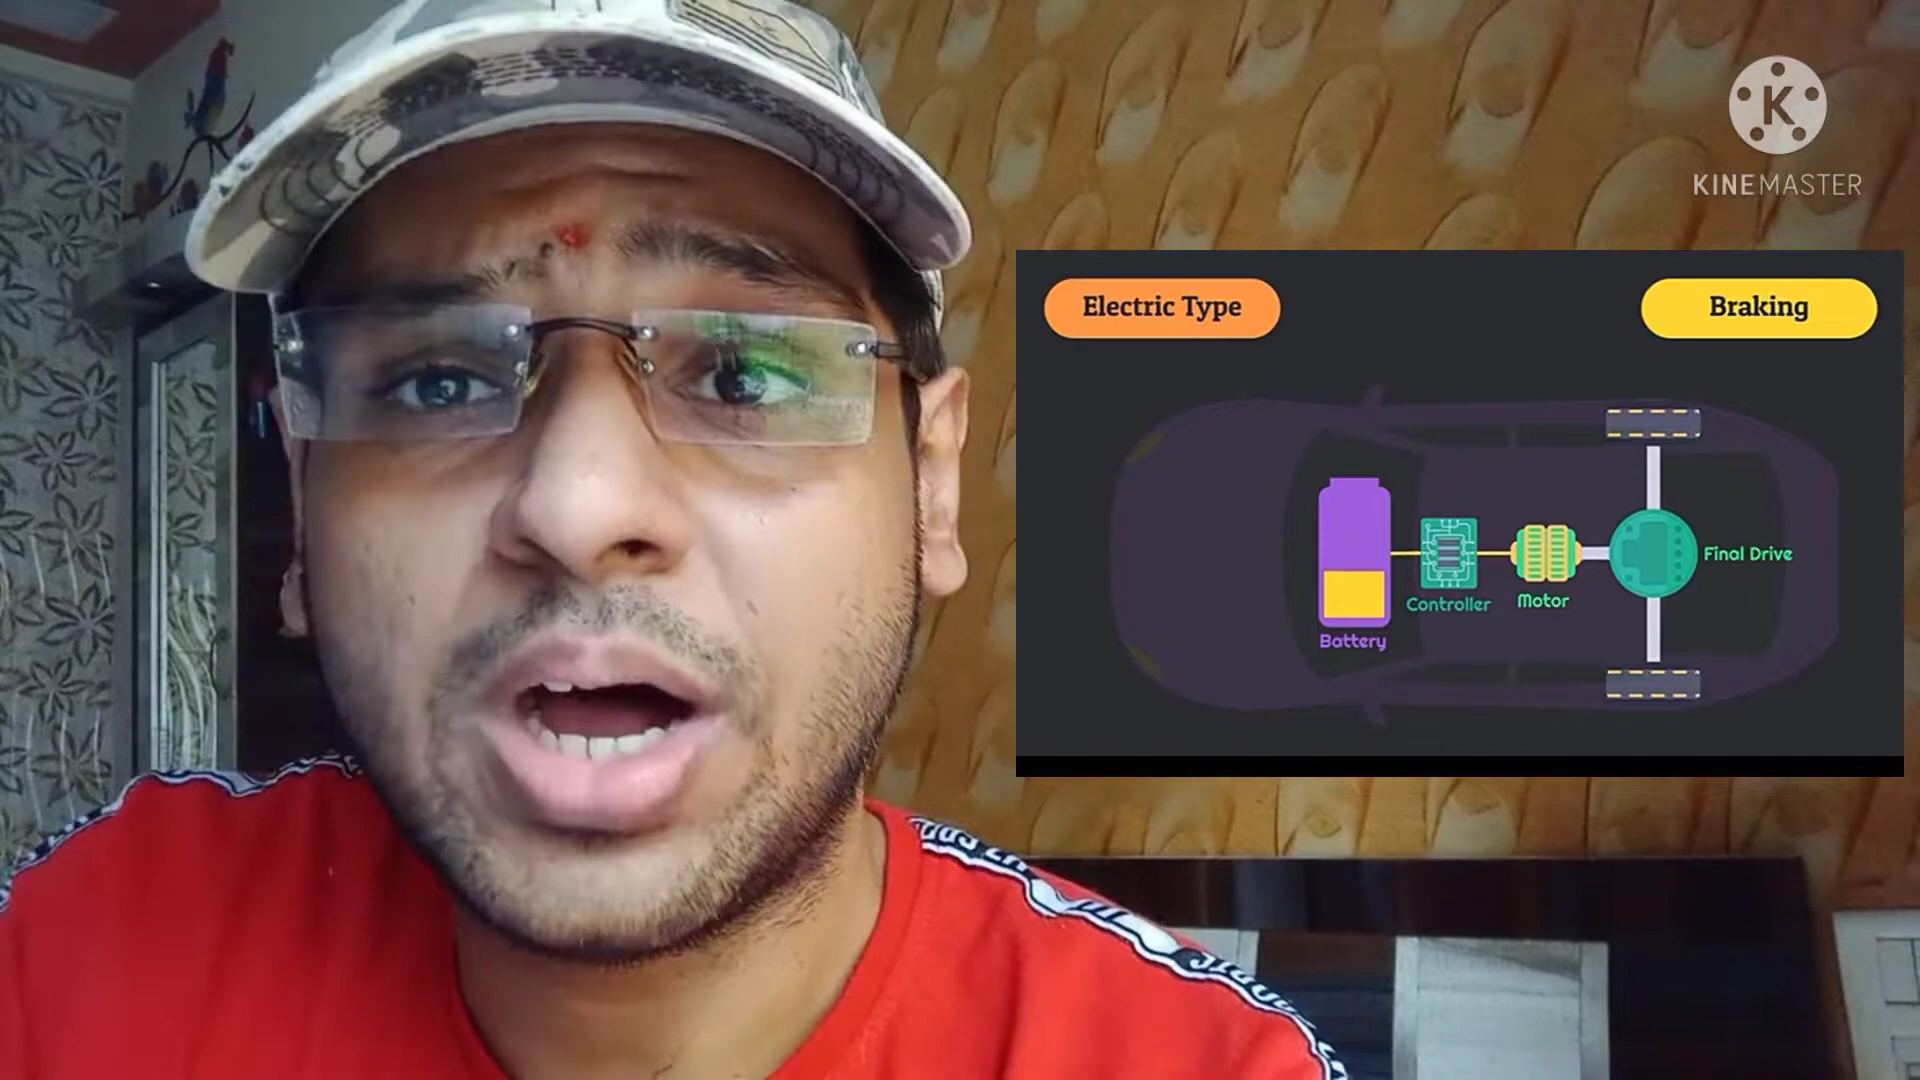 KINEMASTER
Electric Type
Braking
Final Drive
Controller
Motor
Battery